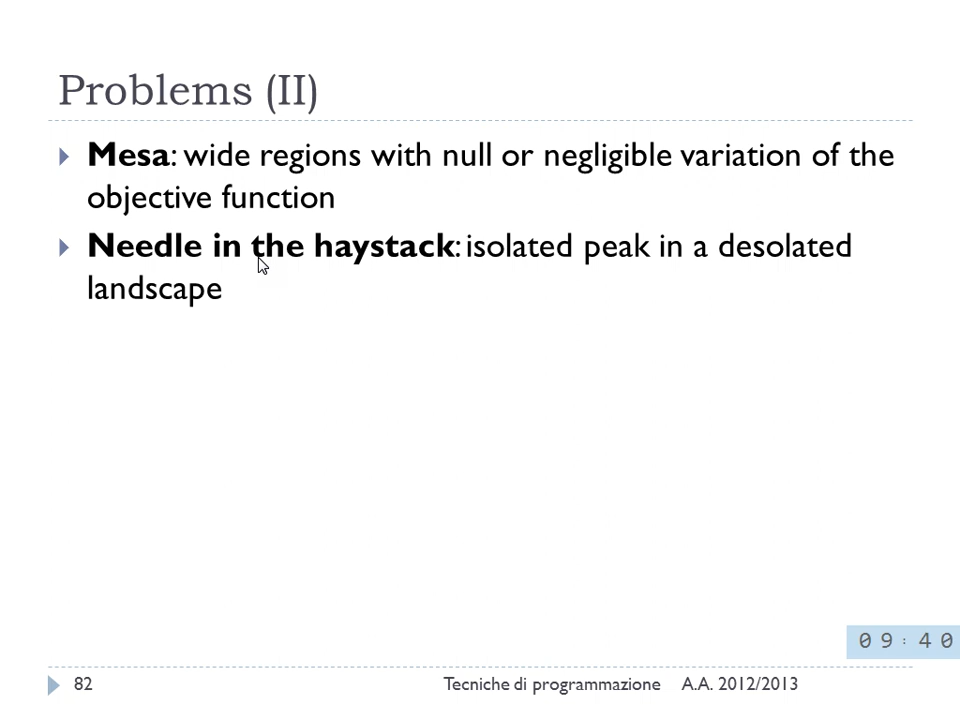 Problems (II)
Mesa: wide regions with null or negligible variation of the
objective function
Needle in the haystack: isolated peak in a desolated
landscape
09:40
82 Tecniche di programmazione A.A. 2012/2013